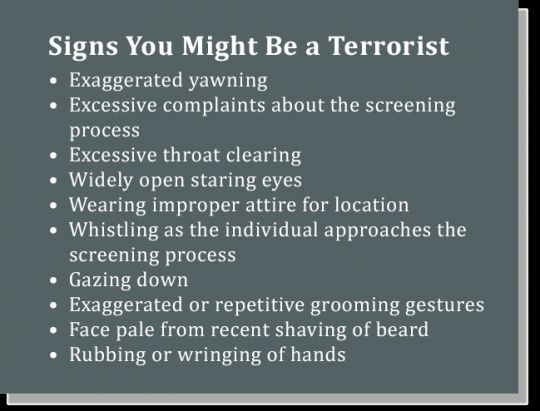 Signs You Might Be a Terrorist
• Exaggerated yawning
• Excessive complaints about the screening
process
• Excessive throat clearing
• Widely open staring eyes
• Wearing improper attire for location
• Whistling as the individual approaches the
screening process
• Gazing down
• Exaggerated or repetitive grooming gestures
• Face pale from recent shaving of beard
• Rubbing or wringing of hands